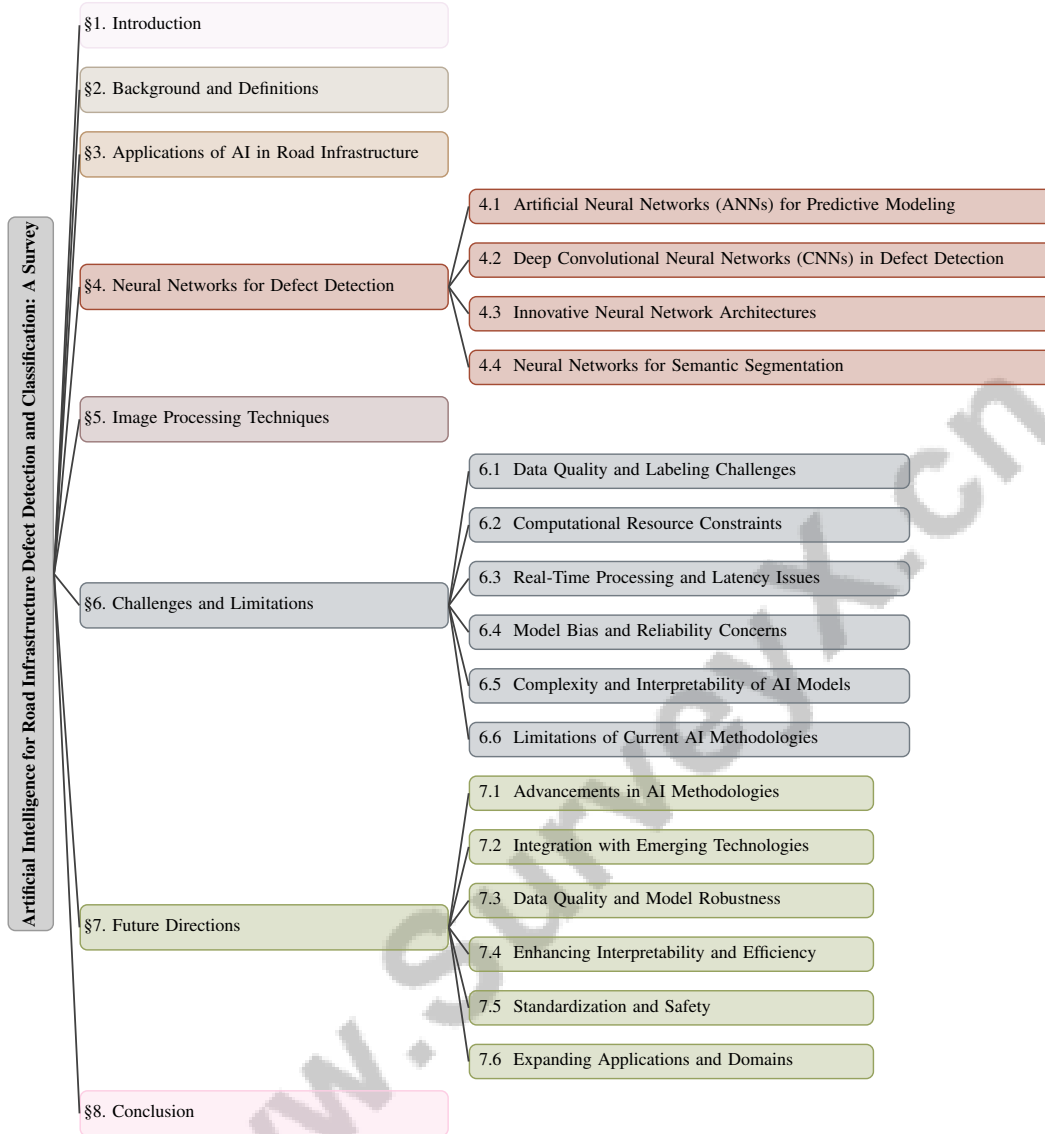 Artificial Intelligence for Road Infrastructure Defect Detection and Classification: A Survey
§1. Introduction
§2. Background and Definitions
§3. Applications of AI in Road Infrastructure
§4. Neural Networks for Defect Detection
4.1 Artificial Neural Networks (ANNs) for Predictive Modeling
4.2 Deep Convolutional Neural Networks (CNNs) in Defect Detection
4.3 Innovative Neural Network Architectures
4.4 Neural Networks for Semantic Segmentation
§5. Image Processing Techniques
§6. Challenges and Limitations
6.1 Data Quality and Labeling Challenges
6.2 Computational Resource Constraints
6.3 Real-Time Processing and Latency Issues
6.4 Model Bias and Reliability Concerns
6.5 Complexity and Interpretability of AI Models
6.6 Limitations of Current AI Methodologies
§7. Future Directions
7.1 Advancements in AI Methodologies
7.2 Integration with Emerging Technologies
7.3 Data Quality and Model Robustness
7.4 Enhancing Interpretability and Efficiency
7.5 Standardization and Safety
7.6 Expanding Applications and Domains
§8. Conclusion
w.surveyx.cn